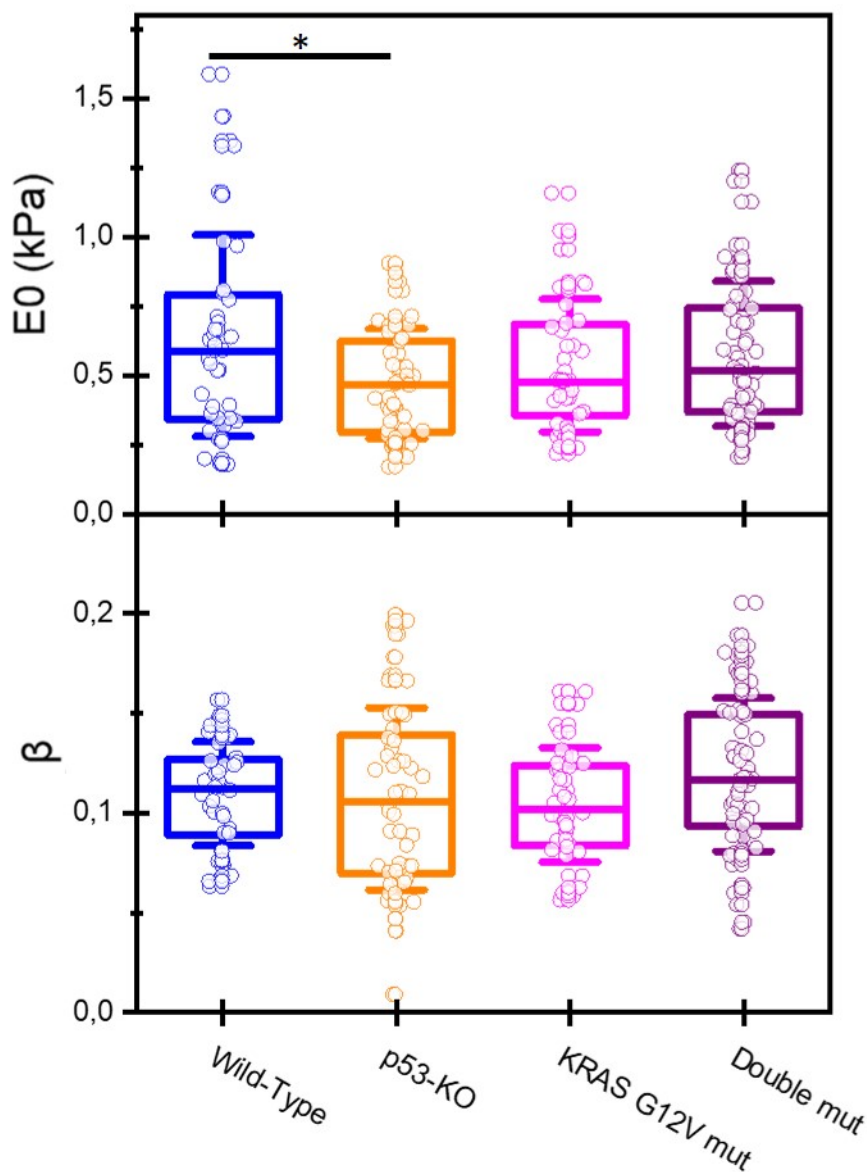 *
1,5
1,0
0,5
0,0
E0 (kPa)
0,2
0,1
0,0
β
Wild-Type
p53-KO
KRAS G12V mut
Double mut